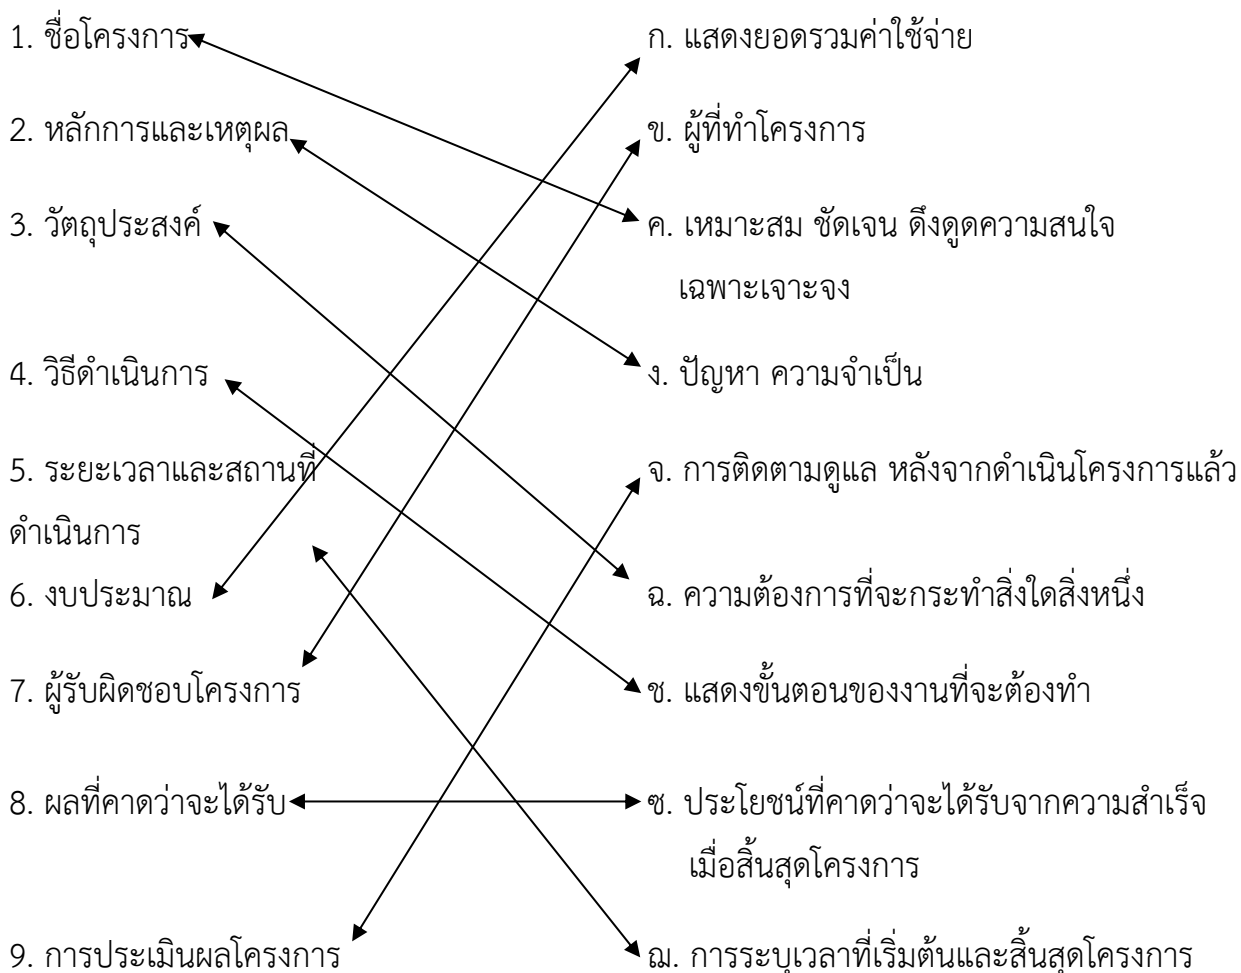 1. ชื่อโครงการ ก. แสดงยอดรวมค่าใช้จ่าย
2. หลักการและเหตุผล ข. ผู้ที่ทำโครงการ
3. วัตถุประสงค์ ค. เหมาะสม ชัดเจน ดึงดูดความสนใจ
เฉพาะเจาะจง
4. วิธีดำเนินการ ง. ปัญหา ความจำเป็น
5. ระยะเวลาและสถานที่ จ. การติดตามดูแล หลังจากดำเนินโครงการแล้ว
ดำเนินการ
6. งบประมาณ ฉ. ความต้องการที่จะกระทำสิ่งใดสิ่งหนึ่ง
7. ผู้รับผิดชอบโครงการ ช. แสดงขั้นตอนของงานที่จะต้องทำ
8. ผลที่คาดว่าจะได้รับ ซ. ประโยชน์ที่คาดว่าจะได้รับจากความสำเร็จ
เมื่อสิ้นสุดโครงการ
9. การประเมินผลโครงการ ฌ. การระบุเวลาที่เริ่มต้นและสิ้นสุดโครงการ